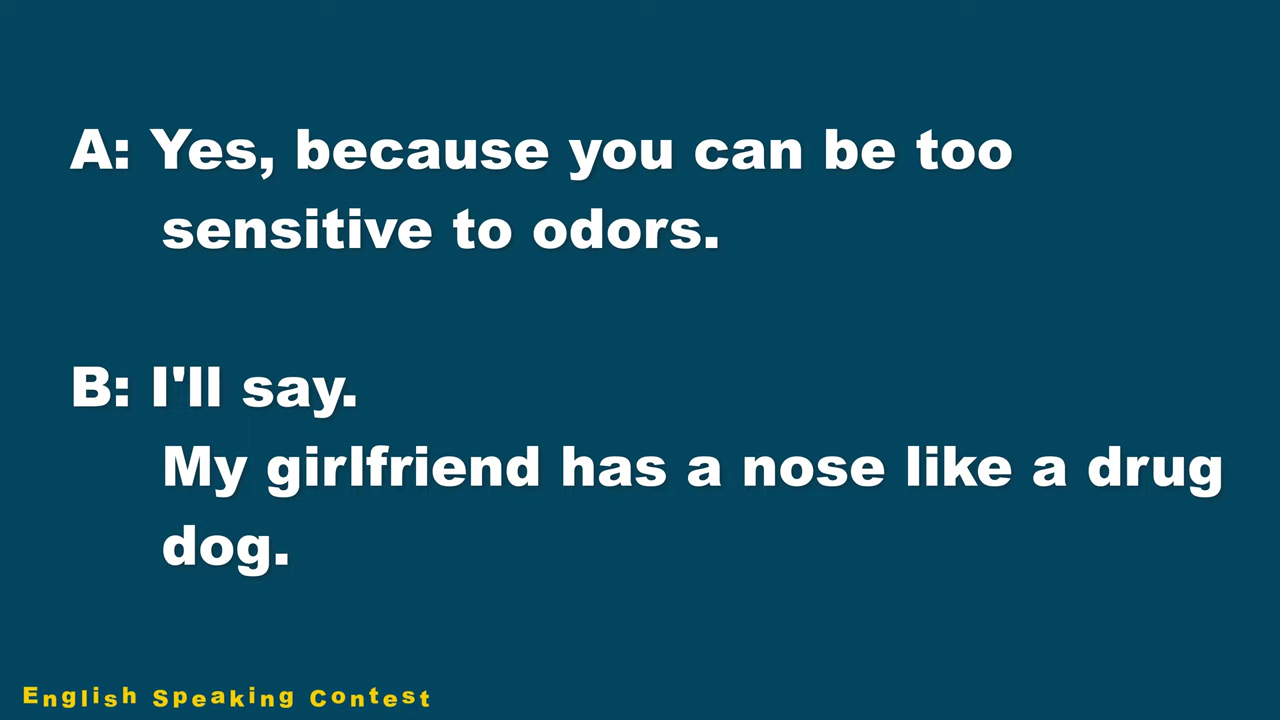 A: Yes, because you can be too
sensitive to odors.
B: I'll say.
My girlfriend has a nose like a drug
dog.
English Speaking Contest